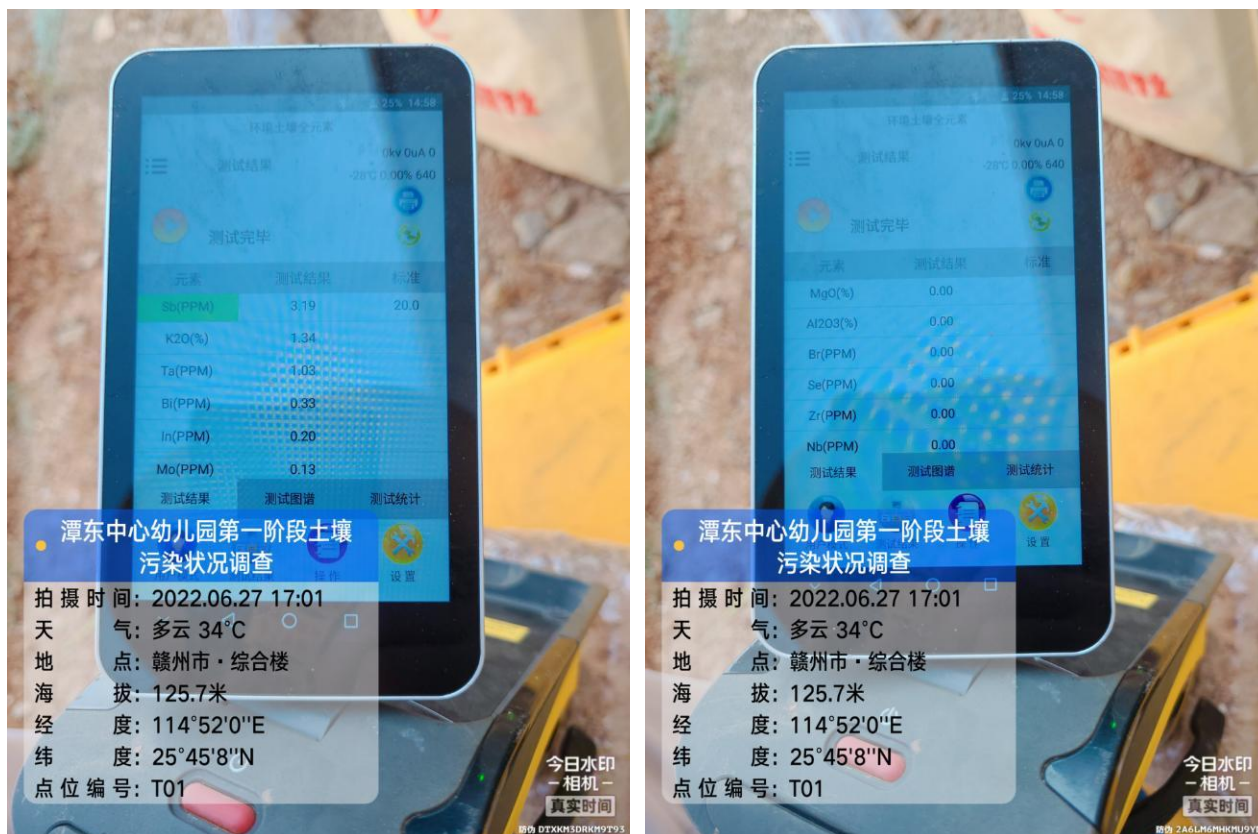 25% 14:58
环境土壤全元素
测试结果
0kv 0uA 0
-28°C 0.00% 640
测试完毕
元素 测试结果 标准
Sb(PPM) 3.19 20.0
K2O(%) 1.34
Ta(PPM) 1.03
Bi(PPM) 0.33
In(PPM) 0.20
Mo(PPM) 0.13
测试结果 测试图谱 测试统计
操作 设置
潭东中心幼儿园第一阶段土壤
污染状况调查
拍摄时间: 2022.06.27 17:01
天气: 多云 34°C
地点: 赣州市·综合楼
海拔: 125.7米
经度: 114°52'0"E
纬度: 25°45'8"N
点位编号: T01
今日水印
-相机-
真实时间
防伪 DTXKM3DRKM9T93
25% 14:58
环境土壤全元素
测试结果
0kv 0uA 0
-28°C 0.00% 640
测试完毕
元素 测试结果 标准
MgO(%) 0.00
Al2O3(%) 0.00
Br(PPM) 0.00
Se(PPM) 0.00
Zr(PPM) 0.00
Nb(PPM) 0.00
测试结果 测试图谱 测试统计
设置
潭东中心幼儿园第一阶段土壤
污染状况调查
拍摄时间: 2022.06.27 17:01
天气: 多云 34°C
地点: 赣州市·综合楼
海拔: 125.7米
经度: 114°52'0"E
纬度: 25°45'8"N
点位编号: T01
今日水印
-相机-
真实时间